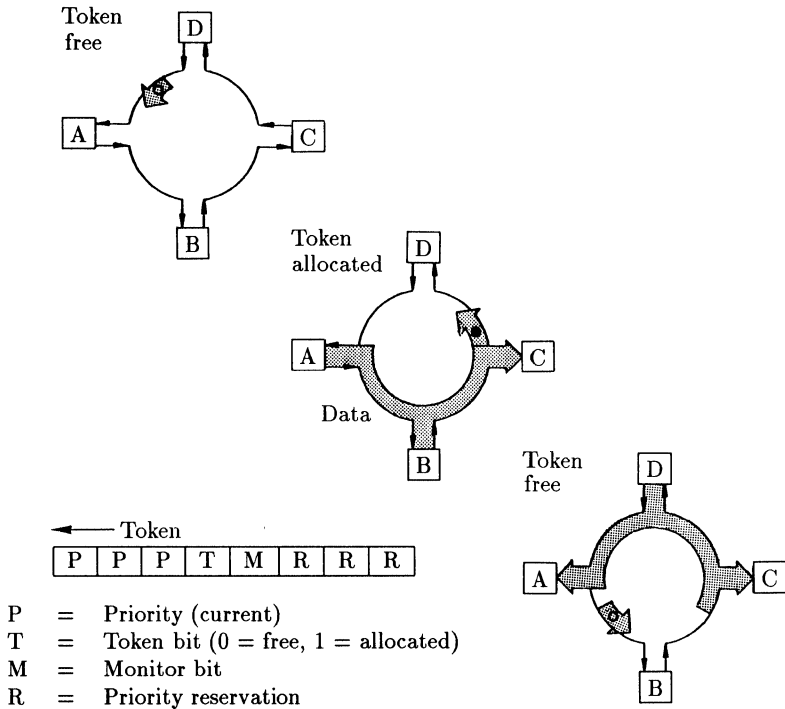 Token
free
D
A
C
B
Token
allocated
D
A
C
Data
B
Token
free
D
A
C
B
Token
P P P T M R R R
P = Priority (current)
T = Token bit (0 = free, 1 = allocated)
M = Monitor bit
R = Priority reservation